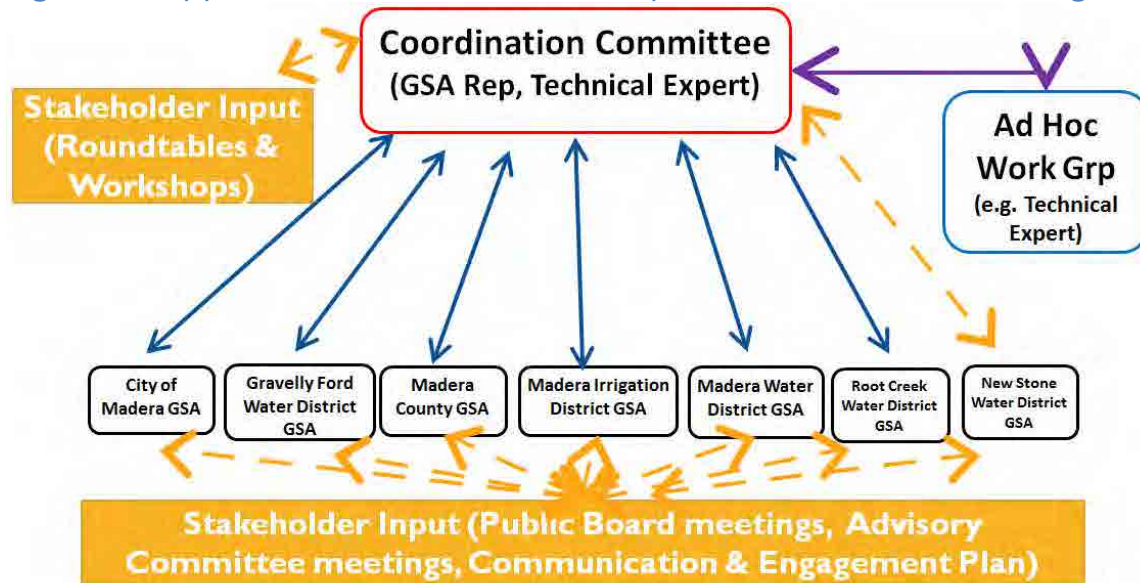 Coordination Committee
(GSA Rep, Technical Expert)
Stakeholder Input
(Roundtables &
Workshops)
Ad Hoc
Work Grp
(e.g. Technical
Expert)
City of
Madera GSA
Gravelly Ford
Water District
GSA
Madera
County GSA
Madera Irrigation
District GSA
Madera Water
District GSA
Root Creek
Water District
GSA
New Stone
Water District
GSA
Stakeholder Input (Public Board meetings, Advisory
Committee meetings, Communication & Engagement Plan)